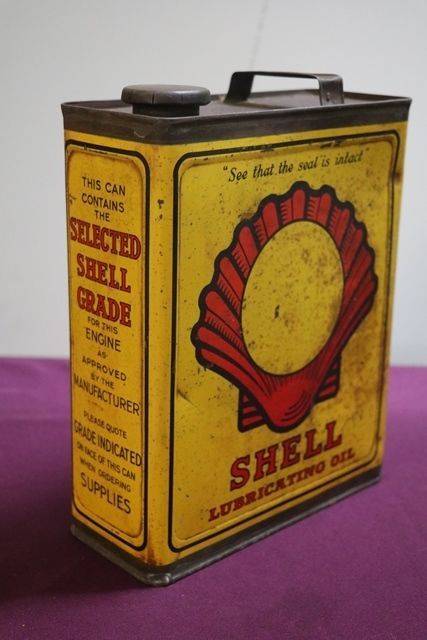 THIS CAN
CONTAINS
THE
SELECTED
SHELL
GRADE
FOR THIS
ENGINE
AS
APPROVED
BY THE
MANUFACTURER
PLEASE QUOTE
GRADE INDICATED
ON FACE OF THIS CAN
WHEN ORDERING
SUPPLIES
"See that the seal is intact"
SHELL
LUBRICATING OIL